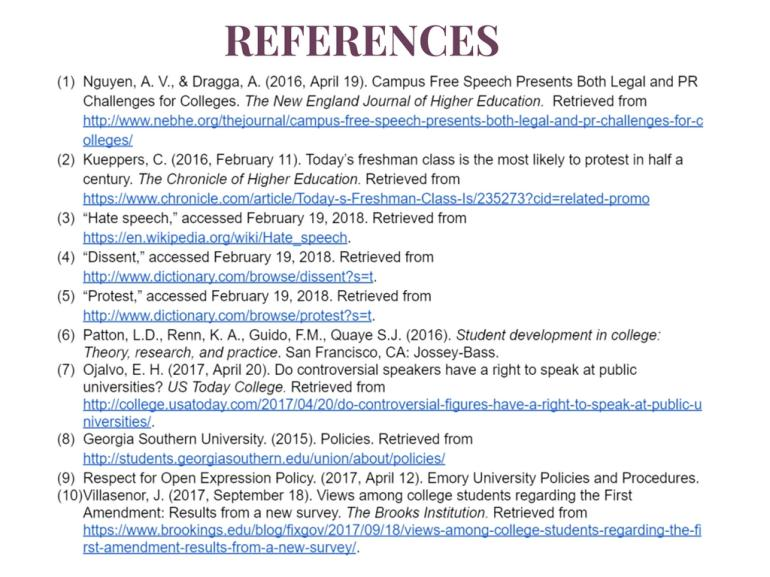 REFERENCES
(1) Nguyen, A. V., & Dragga, A. (2016, April 19). Campus Free Speech Presents Both Legal and PR
Challenges for Colleges. The New England Journal of Higher Education. Retrieved from
http://www.nebhe.org/thejournal/campus-free-speech-presents-both-legal-and-pr-challenges-for-c
olleges/
(2) Kueppers, C. (2016, February 11). Today's freshman class is the most likely to protest in half a
century. The Chronicle of Higher Education. Retrieved from
https://www.chronicle.com/article/Today-s-Freshman-Class-Is/235273?cid=related-promo
(3) “Hate speech,” accessed February 19, 2018. Retrieved from
https://en.wikipedia.org/wiki/Hate_speech.
(4) “Dissent,” accessed February 19, 2018. Retrieved from
http://www.dictionary.com/browse/dissent?s=t.
(5) “Protest,” accessed February 19, 2018. Retrieved from
http://www.dictionary.com/browse/protest?s=t.
(6) Patton, L.D., Renn, K. A., Guido, F.M., Quaye S.J. (2016). Student development in college:
Theory, research, and practice. San Francisco, CA: Jossey-Bass.
(7) Ojalvo, E. H. (2017, April 20). Do controversial speakers have a right to speak at public
universities? US Today College. Retrieved from
http://college.usatoday.com/2017/04/20/do-controversial-figures-have-a-right-to-speak-at-public-u
niversities/.
(8) Georgia Southern University. (2015). Policies. Retrieved from
http://students.georgiasouthern.edu/union/about/policies/
(9) Respect for Open Expression Policy. (2017, April 12). Emory University Policies and Procedures.
(10)Villasenor, J. (2017, September 18). Views among college students regarding the First
Amendment: Results from a new survey. The Brooks Institution. Retrieved from
https://www.brookings.edu/blog/fixgov/2017/09/18/views-among-college-students-regarding-the-fi
rst-amendment-results-from-a-new-survey/.